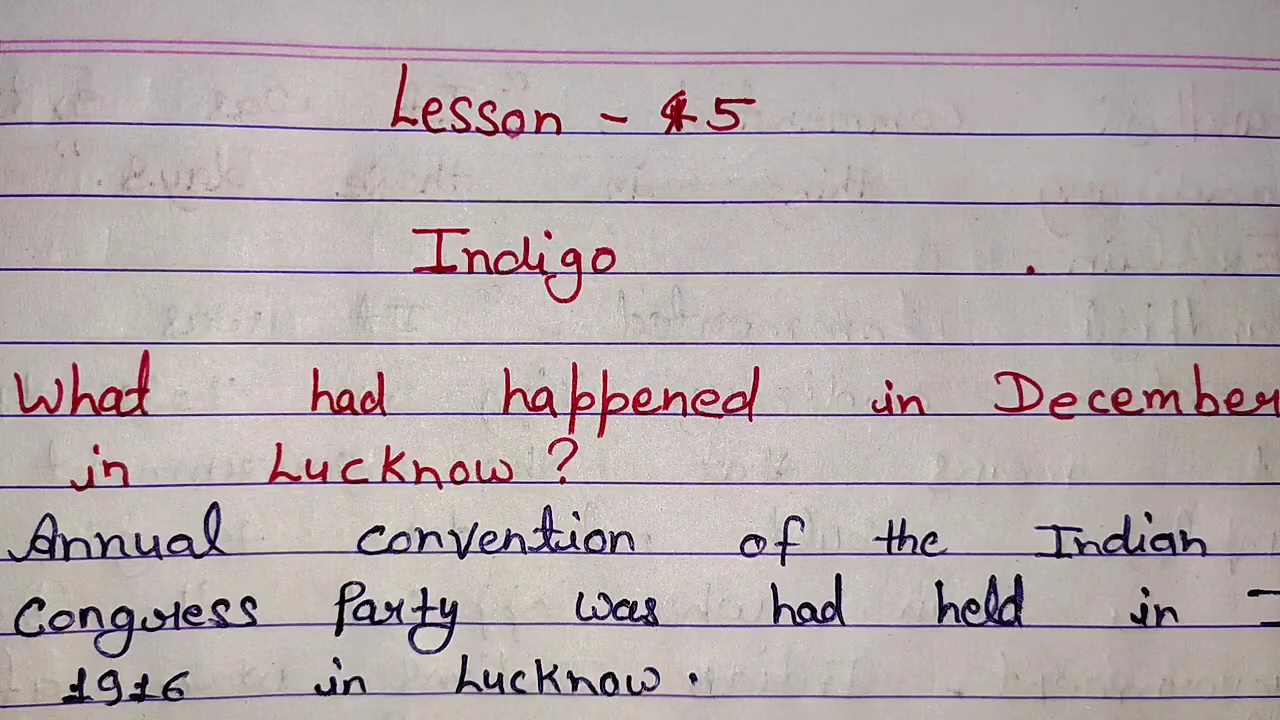 Lesson - 5
Indigo
What had happened in December
in Lucknow?
Annual convention of the Indian
Congress Party was had held in
1916 in Lucknow.